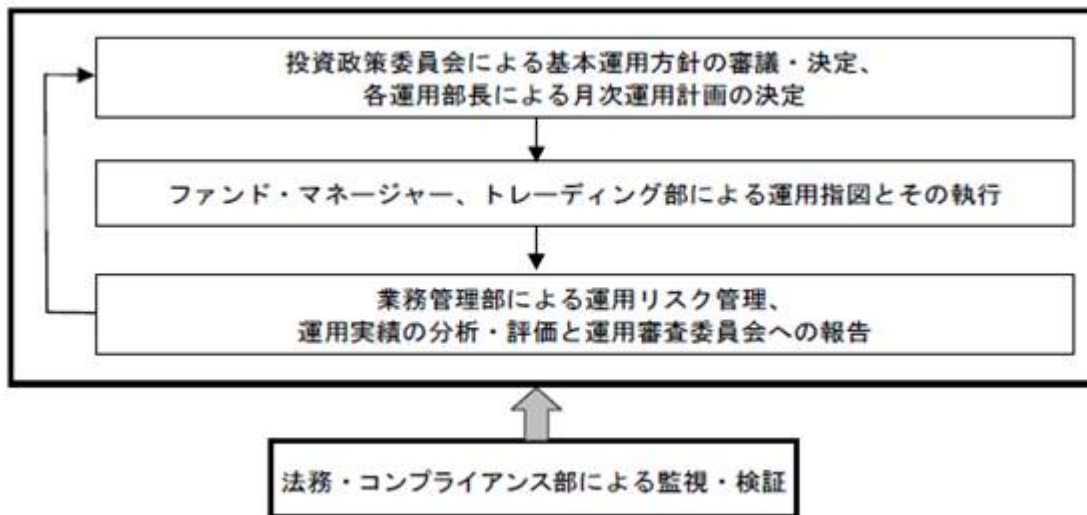 投資政策委員会による基本運用方針の審議・決定、
各運用部長による月次運用計画の決定
ファンド・マネージャー、トレーディング部による運用指図とその執行
業務管理部による運用リスク管理、
運用実績の分析・評価と運用審査委員会への報告
法務・コンプライアンス部による監視・検証